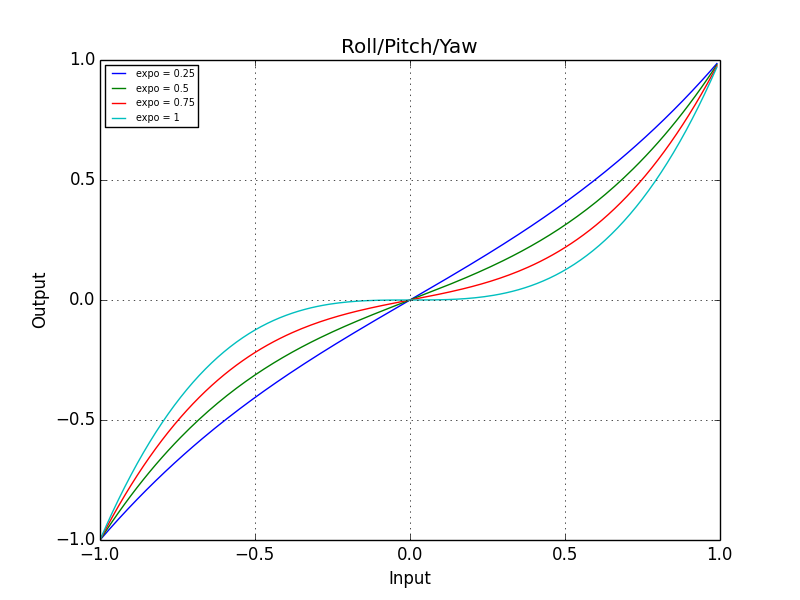 Roll/Pitch/Yaw
expo = 0.25
expo = 0.5
expo = 0.75
expo = 1
1.0
0.5
0.0
−0.5
−1.0
Output
−1.0 −0.5 0.0 0.5 1.0
Input